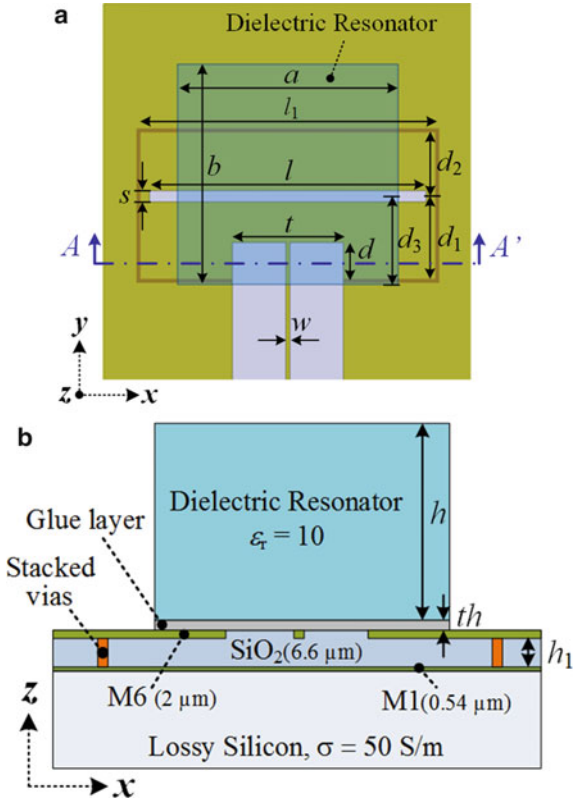 a
Dielectric Resonator
a
l₁
b
l
d₂
s
t
d
d₃
d₁
A
A’
w
y
z
x
b
Dielectric Resonator
εᵣ = 10
h
Glue layer
Stacked
vias
th
SiO₂(6.6 µm)
h₁
M6 (2 µm)
M1(0.54 µm)
z
Lossy Silicon, σ = 50 S/m
x